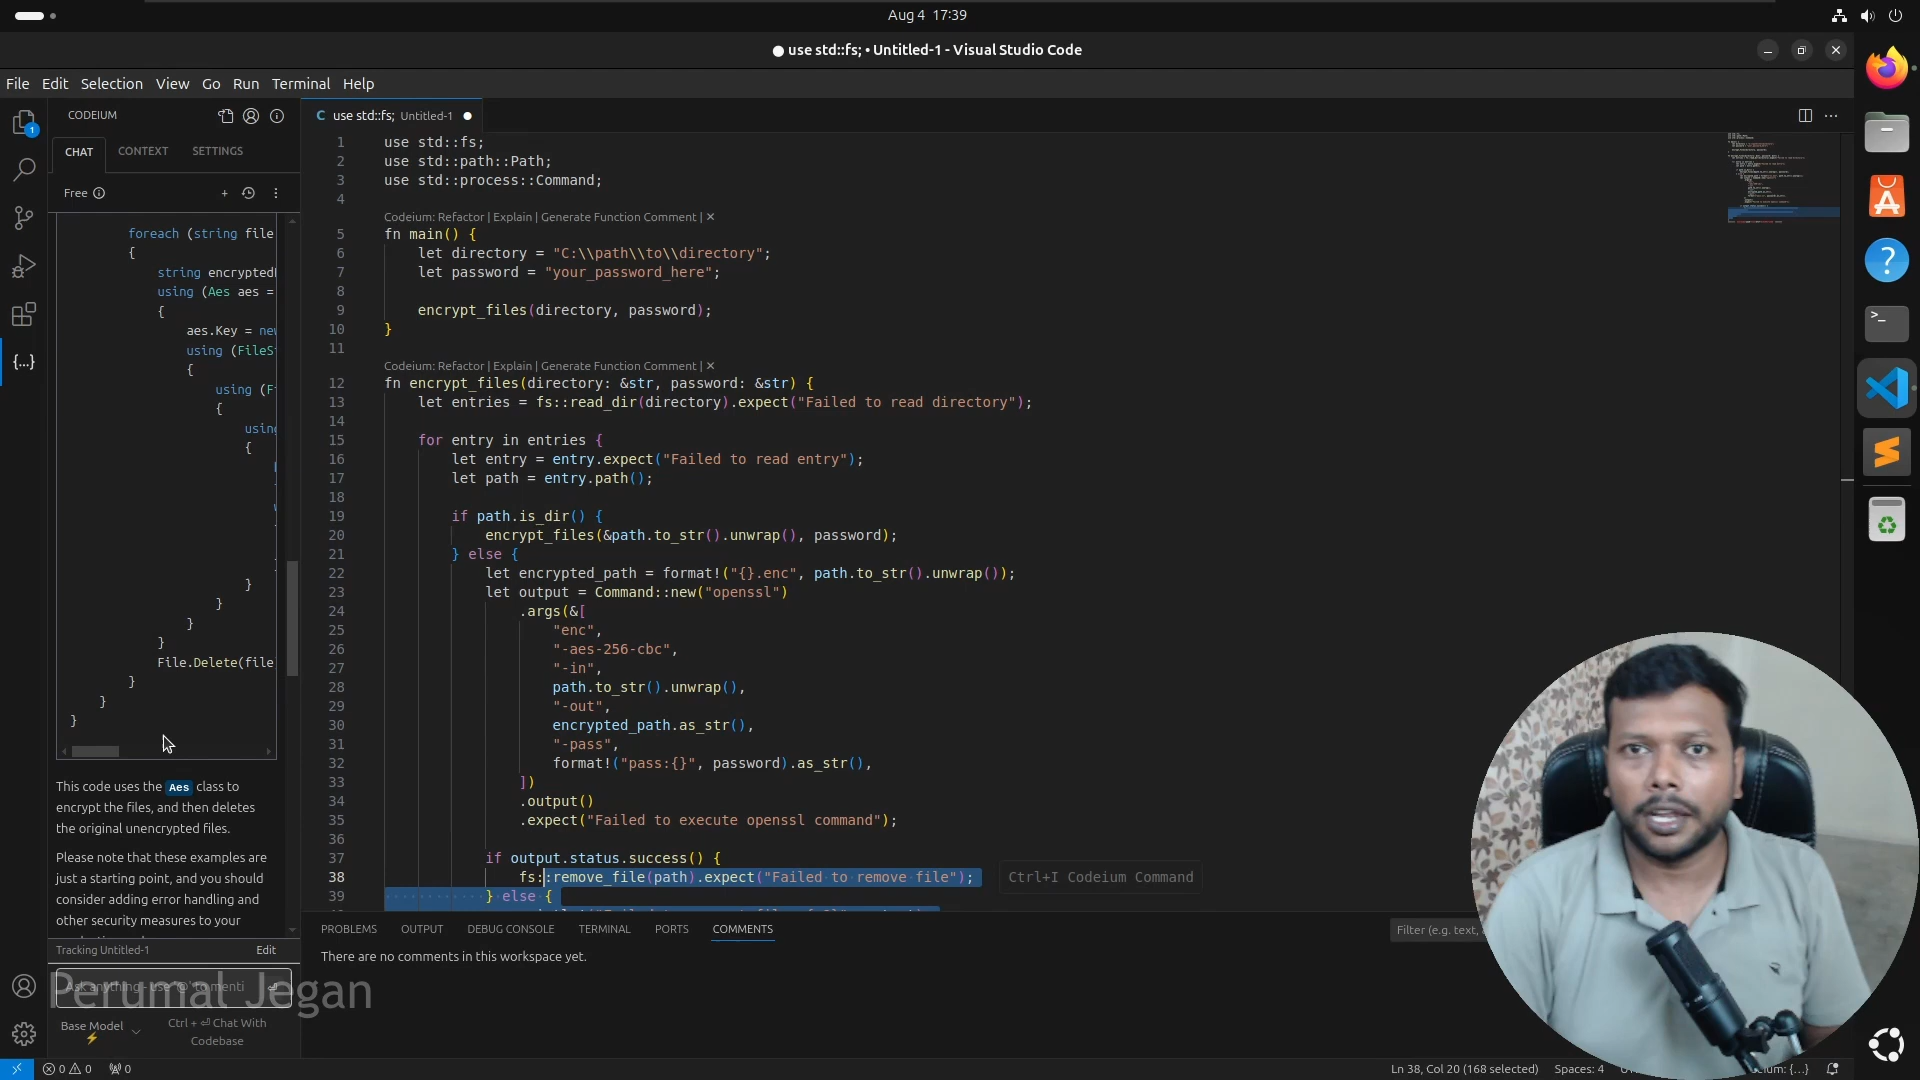 Aug 4 17:39
● use std::fs; • Untitled-1 - Visual Studio Code
File Edit Selection View Go Run Terminal Help
CODEIUM
CHAT CONTEXT SETTINGS
Free
foreach (string file
{
string encrypted
using (Aes aes =
{
aes.Key = new
using (FileS
{
using (F
{
using
{
}
}
}
}
File.Delete(file
}
}
}
This code uses the Aes class to
encrypt the files, and then deletes
the original unencrypted files.
Please note that these examples are
just a starting point, and you should
consider adding error handling and
other security measures to your
Tracking Untitled-1 Edit
Ask anything - use '@' to menti
Perumal Jegan
Base Model
Ctrl + ⏎ Chat With
Codebase
C use std::fs; Untitled-1 ●
1 use std::fs;
2 use std::path::Path;
3 use std::process::Command;
4
Codeium: Refactor | Explain | Generate Function Comment | ✕
5 fn main() {
6 let directory = "C:\\path\\to\\directory";
7 let password = "your_password_here";
8
9 encrypt_files(directory, password);
10 }
11
Codeium: Refactor | Explain | Generate Function Comment | ✕
12 fn encrypt_files(directory: &str, password: &str) {
13 let entries = fs::read_dir(directory).expect("Failed to read directory");
14
15 for entry in entries {
16 let entry = entry.expect("Failed to read entry");
17 let path = entry.path();
18
19 if path.is_dir() {
20 encrypt_files(&path.to_str().unwrap(), password);
21 } else {
22 let encrypted_path = format!("{}.enc", path.to_str().unwrap());
23 let output = Command::new("openssl")
24 .args(&[
25 "enc",
26 "-aes-256-cbc",
27 "-in",
28 path.to_str().unwrap(),
29 "-out",
30 encrypted_path.as_str(),
31 "-pass",
32 format!("pass:{}", password).as_str(),
33 ])
34 .output()
35 .expect("Failed to execute openssl command");
36
37 if output.status.success() {
38 fs::remove_file(path).expect("Failed to remove file"); Ctrl+I Codeium Command
39 } else {
PROBLEMS OUTPUT DEBUG CONSOLE TERMINAL PORTS COMMENTS
Filter (e.g. text,
There are no comments in this workspace yet.
0 0 0
Ln 38, Col 20 (168 selected) Spaces: 4
{...}